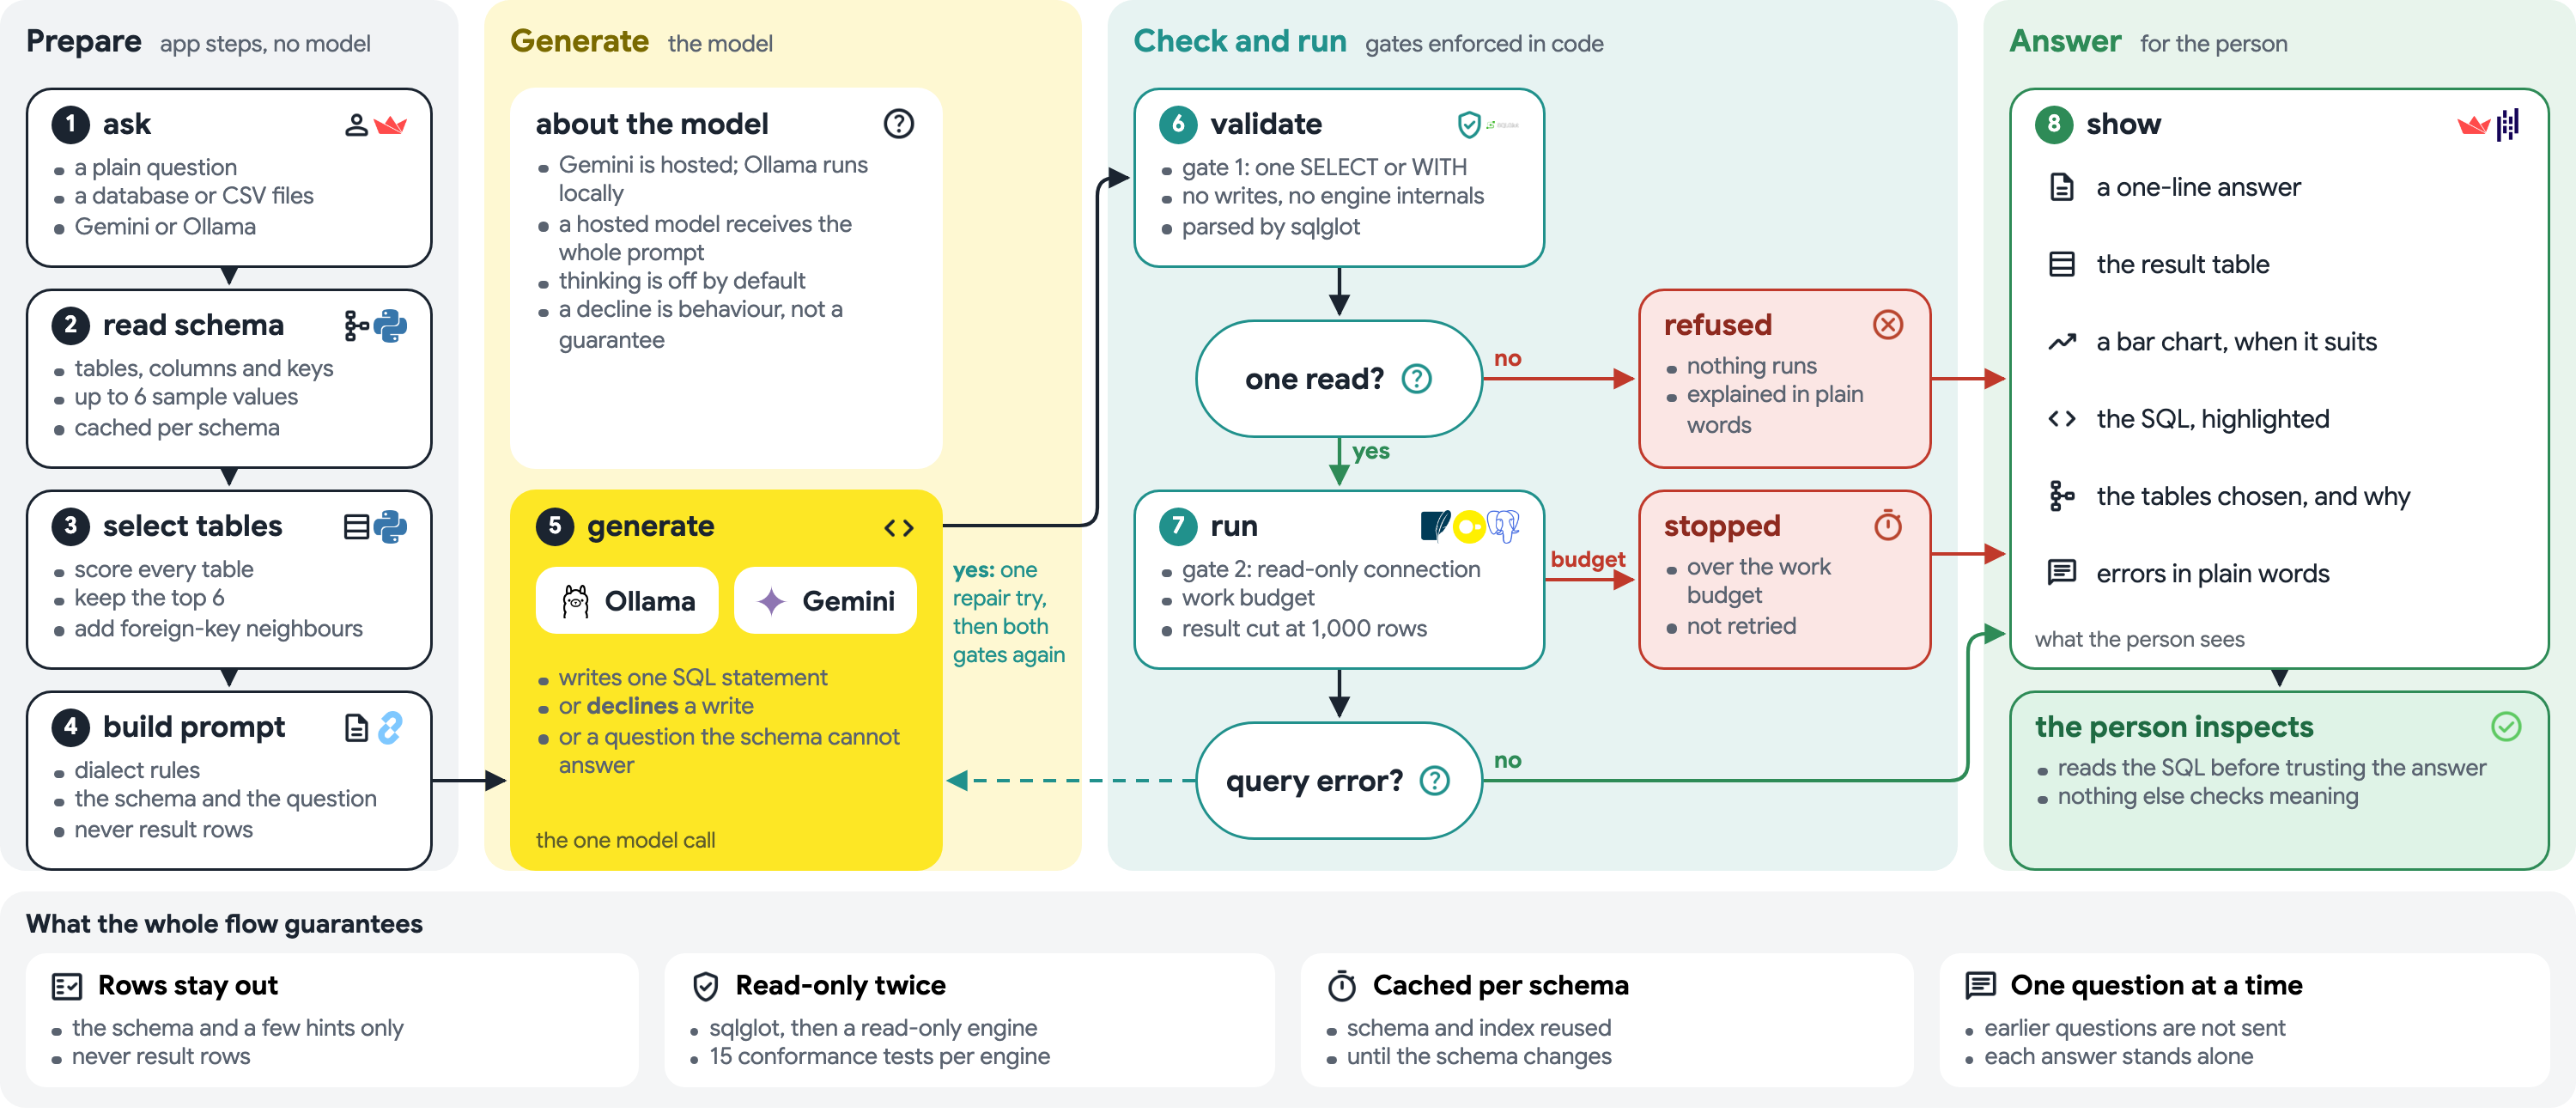 Prepare app steps, no model
1 ask
a plain question
a database or CSV files
Gemini or Ollama
2 read schema
tables, columns and keys
up to 6 sample values
cached per schema
3 select tables
score every table
keep the top 6
add foreign-key neighbours
4 build prompt
dialect rules
the schema and the question
never result rows
Generate the model
about the model
Gemini is hosted; Ollama runs
locally
a hosted model receives the
whole prompt
thinking is off by default
a decline is behaviour, not a
guarantee
5 generate
Ollama
Gemini
writes one SQL statement
or declines a write
or a question the schema cannot
answer
the one model call
yes: one
repair try,
then both
gates again
Check and run gates enforced in code
6 validate
gate 1: one SELECT or WITH
no writes, no engine internals
parsed by sqlglot
one read?
no
yes
refused
nothing runs
explained in plain
words
7 run
gate 2: read-only connection
work budget
result cut at 1,000 rows
budget
stopped
over the work
budget
not retried
query error?
no
Answer for the person
8 show
a one-line answer
the result table
a bar chart, when it suits
the SQL, highlighted
the tables chosen, and why
errors in plain words
what the person sees
the person inspects
reads the SQL before trusting the answer
nothing else checks meaning
What the whole flow guarantees
Rows stay out
the schema and a few hints only
never result rows
Read-only twice
sqlglot, then a read-only engine
15 conformance tests per engine
Cached per schema
schema and index reused
until the schema changes
One question at a time
earlier questions are not sent
each answer stands alone